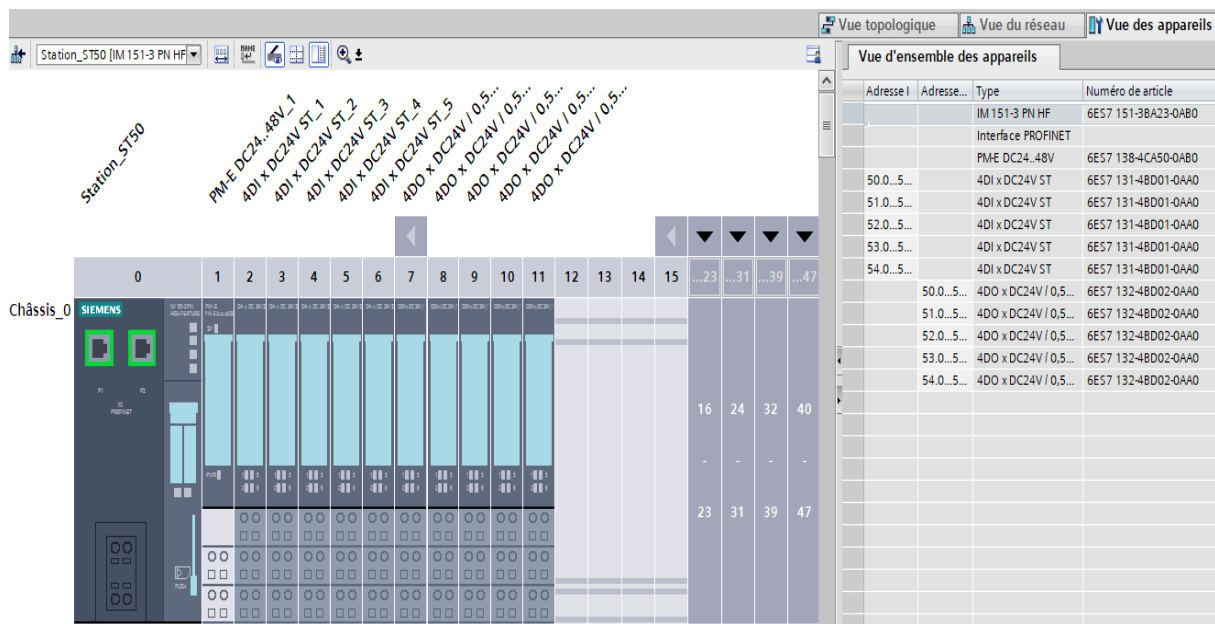 Vue topologique
Vue du réseau
Vue des appareils
Station_ST50 [IM 151-3 PN HF
Vue d'ensemble des appareils
Station_ST50
PM-E DC24..48V_1
4DI x DC24V ST_1
4DI x DC24V ST_2
4DI x DC24V ST_3
4DI x DC24V ST_4
4DI x DC24V ST_5
4DO x DC24V / 0,5...
4DO x DC24V / 0,5...
4DO x DC24V / 0,5...
4DO x DC24V / 0,5...
4DO x DC24V / 0,5...
0 1 2 3 4 5 6 7 8 9 10 11 12 13 14 15 ...23 ...31 ...39 ...47
Châssis_0
SIEMENS
P1 P2
X1
PROFINET
PUSH
16 24 32 40
- - - -
23 31 39 47
Adresse I Adresse... Type Numéro de article
IM 151-3 PN HF 6ES7 151-3BA23-0AB0
Interface PROFINET
PM-E DC24..48V 6ES7 138-4CA50-0AB0
50.0...5... 4DI x DC24V ST 6ES7 131-4BD01-0AA0
51.0...5... 4DI x DC24V ST 6ES7 131-4BD01-0AA0
52.0...5... 4DI x DC24V ST 6ES7 131-4BD01-0AA0
53.0...5... 4DI x DC24V ST 6ES7 131-4BD01-0AA0
54.0...5... 4DI x DC24V ST 6ES7 131-4BD01-0AA0
50.0...5... 4DO x DC24V / 0,5... 6ES7 132-4BD02-0AA0
51.0...5... 4DO x DC24V / 0,5... 6ES7 132-4BD02-0AA0
52.0...5... 4DO x DC24V / 0,5... 6ES7 132-4BD02-0AA0
53.0...5... 4DO x DC24V / 0,5... 6ES7 132-4BD02-0AA0
54.0...5... 4DO x DC24V / 0,5... 6ES7 132-4BD02-0AA0